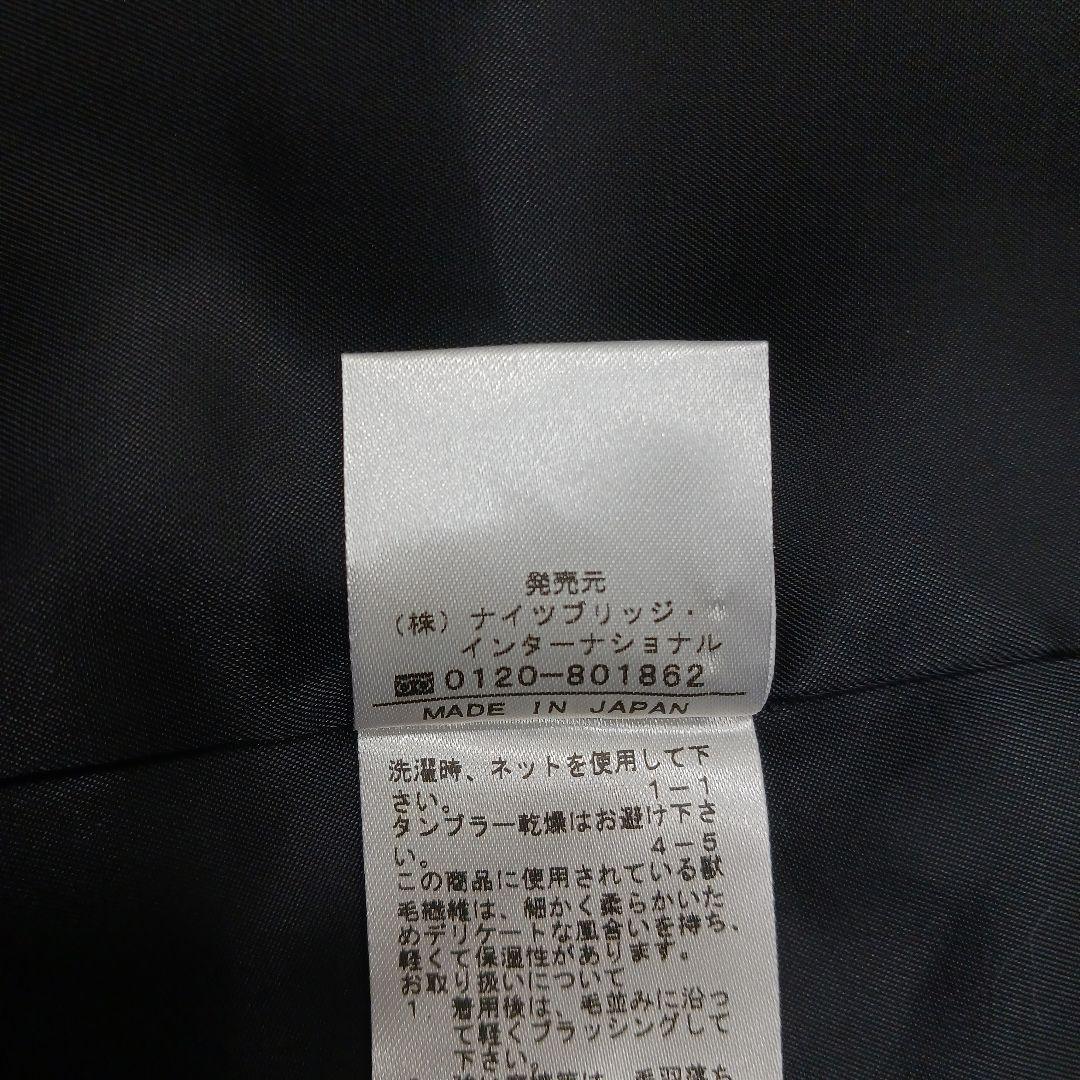 発売元
(株)ナイツブリッジ・
インターナショナル
0120-801862
MADE IN JAPAN
洗濯時、ネットを使用して下
さい。 1-1
タンブラー乾燥はお避け下さ
い。 4-5
この商品に使用されている獣
毛繊維は、細かく柔らかいた
めデリケートな風合いを持ち、
軽くて保温性があります。
お取り扱いについて
1 着用後は、毛並みに沿っ
て軽くブラッシングして
下さい。
は、毛羽落ち